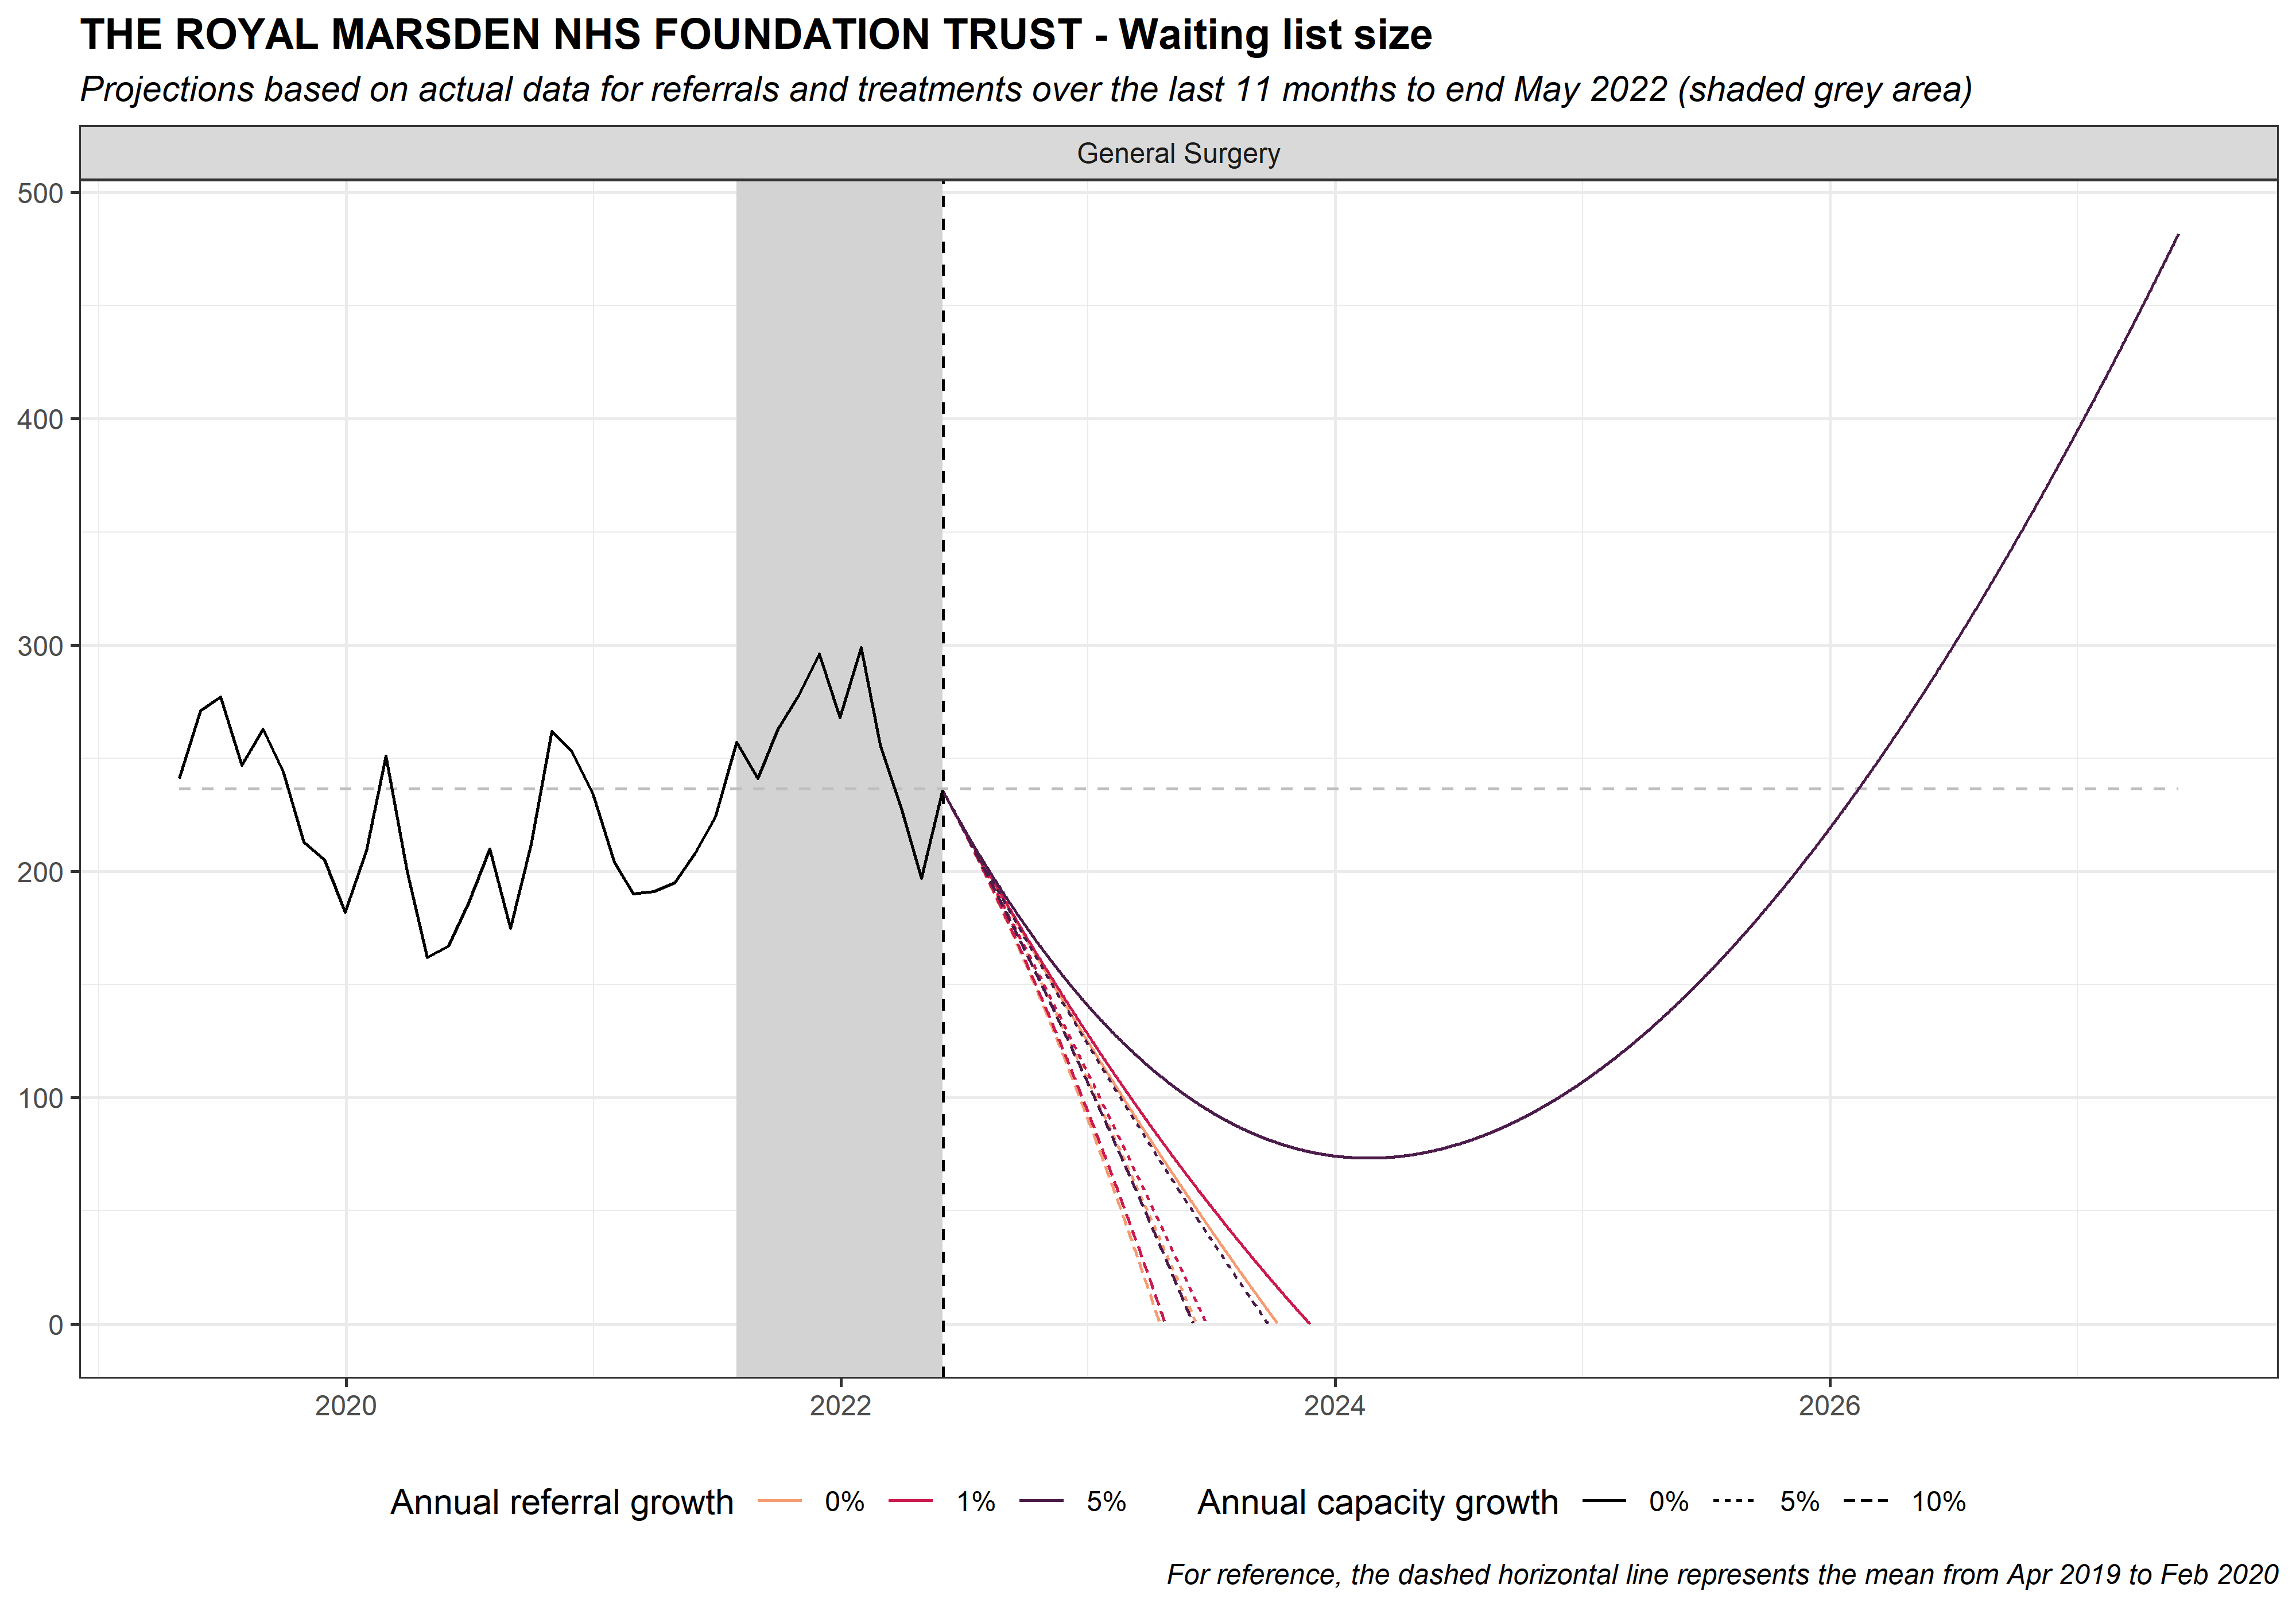 THE ROYAL MARSDEN NHS FOUNDATION TRUST - Waiting list size
Projections based on actual data for referrals and treatments over the last 11 months to end May 2022 (shaded grey area)
General Surgery
500
400
300
200
100
0
2020 2022 2024 2026
Annual referral growth 0% 1% 5% Annual capacity growth 0% 5% 10%
For reference, the dashed horizontal line represents the mean from Apr 2019 to Feb 2020